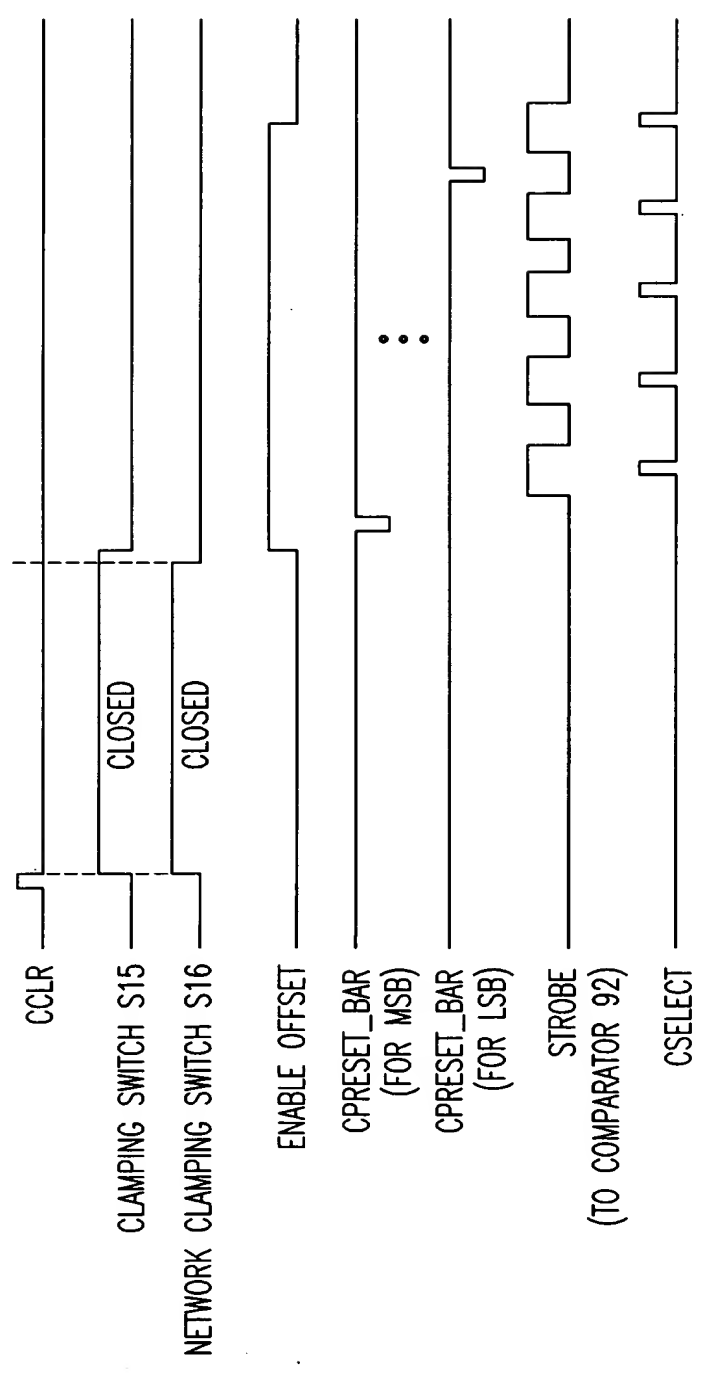 CCLR
CLAMPING SWITCH S15
CLOSED
NETWORK CLAMPING SWITCH S16
CLOSED
ENABLE OFFSET
CPRESET_BAR
(FOR MSB)
CPRESET_BAR
(FOR LSB)
STROBE
(TO COMPARATOR 92)
CSELECT